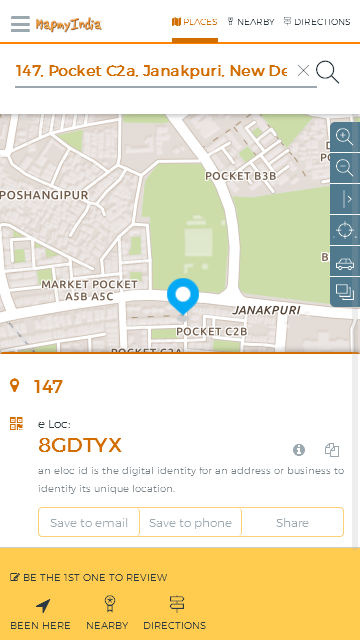 MapmyIndia
PLACES
NEARBY
DIRECTIONS
147, Pocket C2a, Janakpuri, New De
POCKET B3B
POSHANGIPUR
MARKET POCKET
A5B A5C
JANAKPURI
POCKET C2B
POCKET C2A
147
e Loc:
8GDTYX
an eloc id is the digital identity for an address or business to
identify its unique location.
Save to email
Save to phone
Share
BE THE 1ST ONE TO REVIEW
BEEN HERE
NEARBY
DIRECTIONS